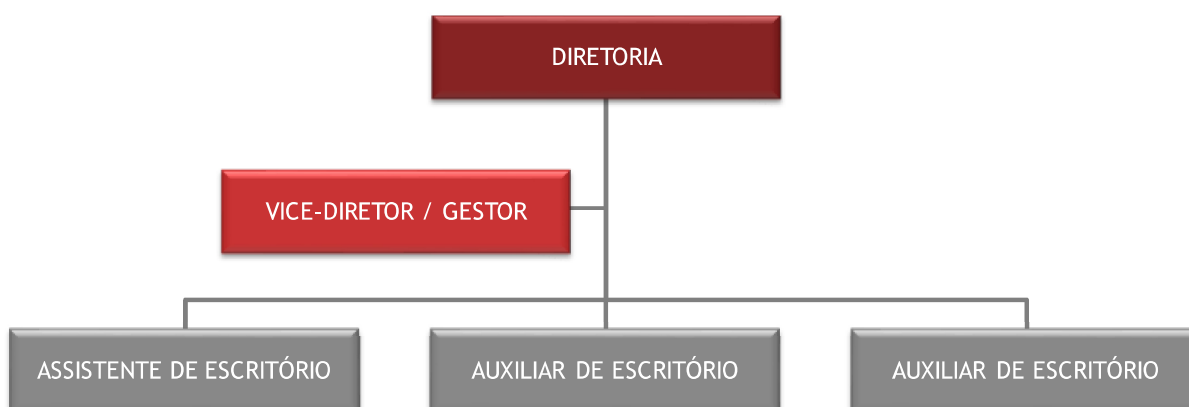 DIRETORIA
VICE-DIRETOR / GESTOR
ASSISTENTE DE ESCRITÓRIO
AUXILIAR DE ESCRITÓRIO
AUXILIAR DE ESCRITÓRIO